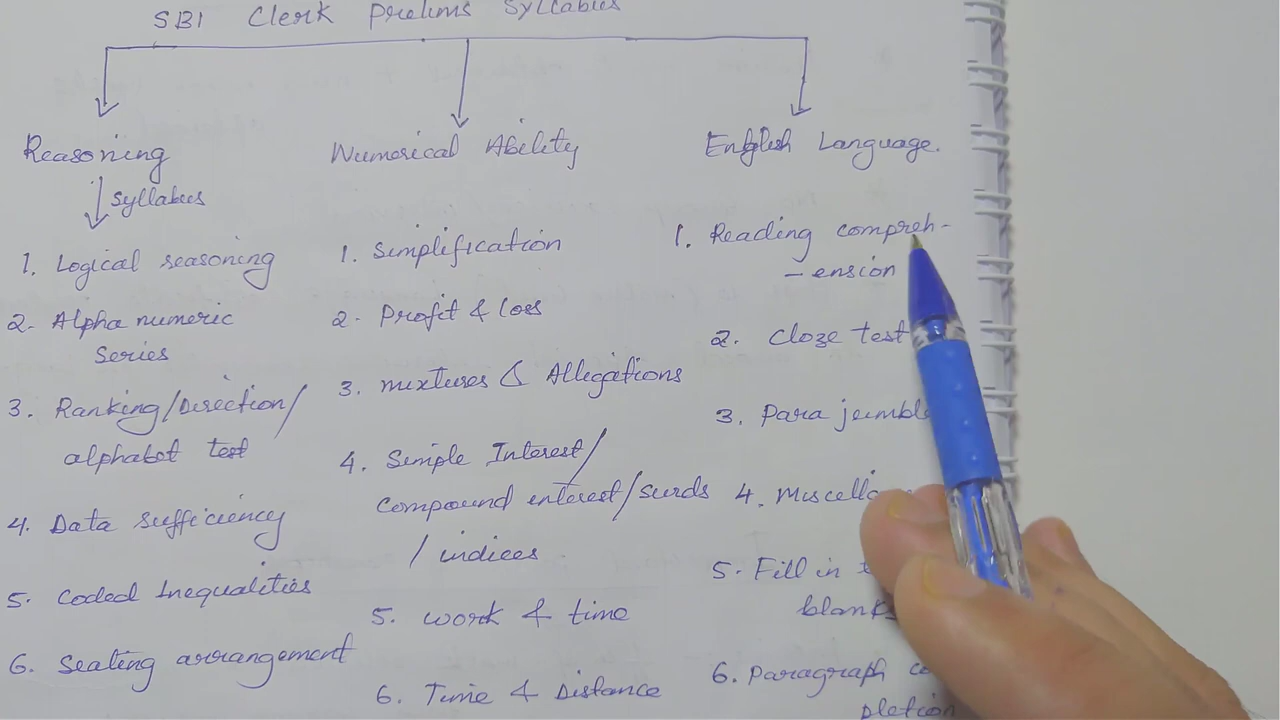 SBI Clerk Prelims Syllabus
Reasoning
Syllabus
1. Logical reasoning
2- Alpha numeric
Series
3. Ranking/Direction/
alphabet test
4. Data sufficiency
5. Coded Inequalities
6. Seating arrangement
Numerical Ability
1. Simplification
2. Profit & loss
3. mixtures & Allegations
4. Simple Interest/
Compound interest/surds
/ indices
5. work & time
6. Time & Distance
English Language.
1. Reading compreh-
- ension
2. Cloze test
3. Para jumble
4. Miscella
5. Fill in
blank
6. Paragraph
pletion